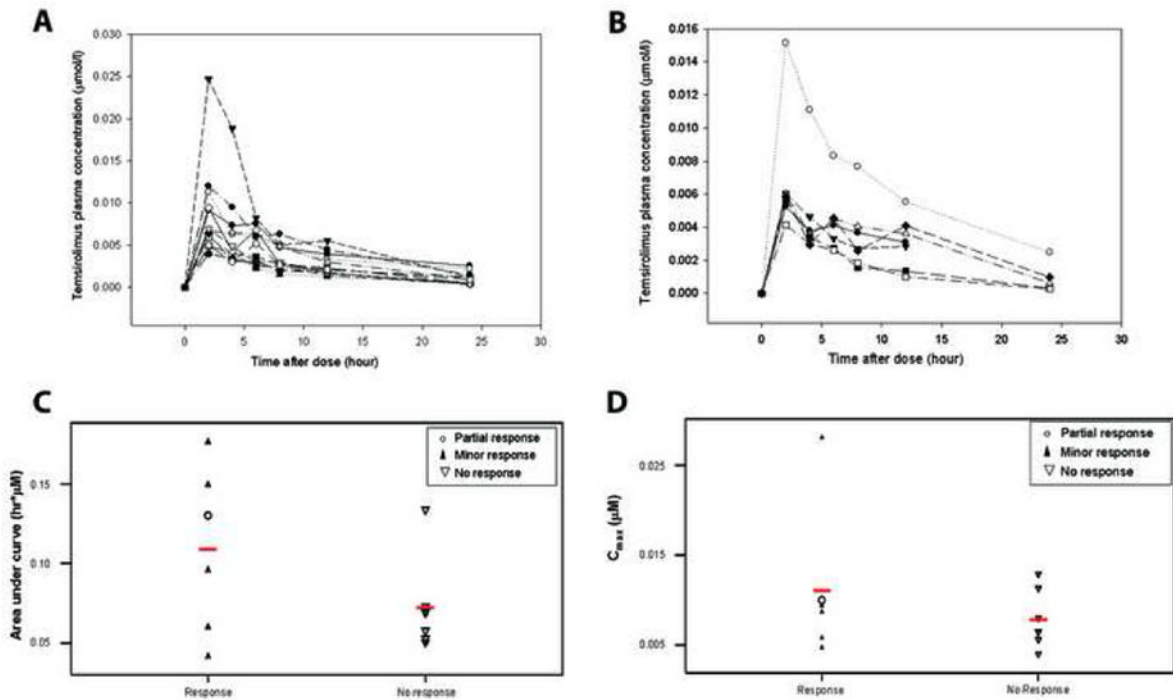 A
Temsirolimus plasma concentration (µmol/l)
0.030
0.025
0.020
0.015
0.010
0.005
0.000
0 5 10 15 20 25 30
Time after dose (hour)
B
Temsirolimus plasma concentration (µmol/l)
0.016
0.014
0.012
0.010
0.008
0.006
0.004
0.002
0.000
0 5 10 15 20 25 30
Time after dose (hour)
C
Area under curve (hr*µM)
0.15
0.10
0.05
Partial response
Minor response
No response
Response No response
D
Cmax (µM)
0.025
0.015
0.005
Partial response
Minor response
No response
Response No Response